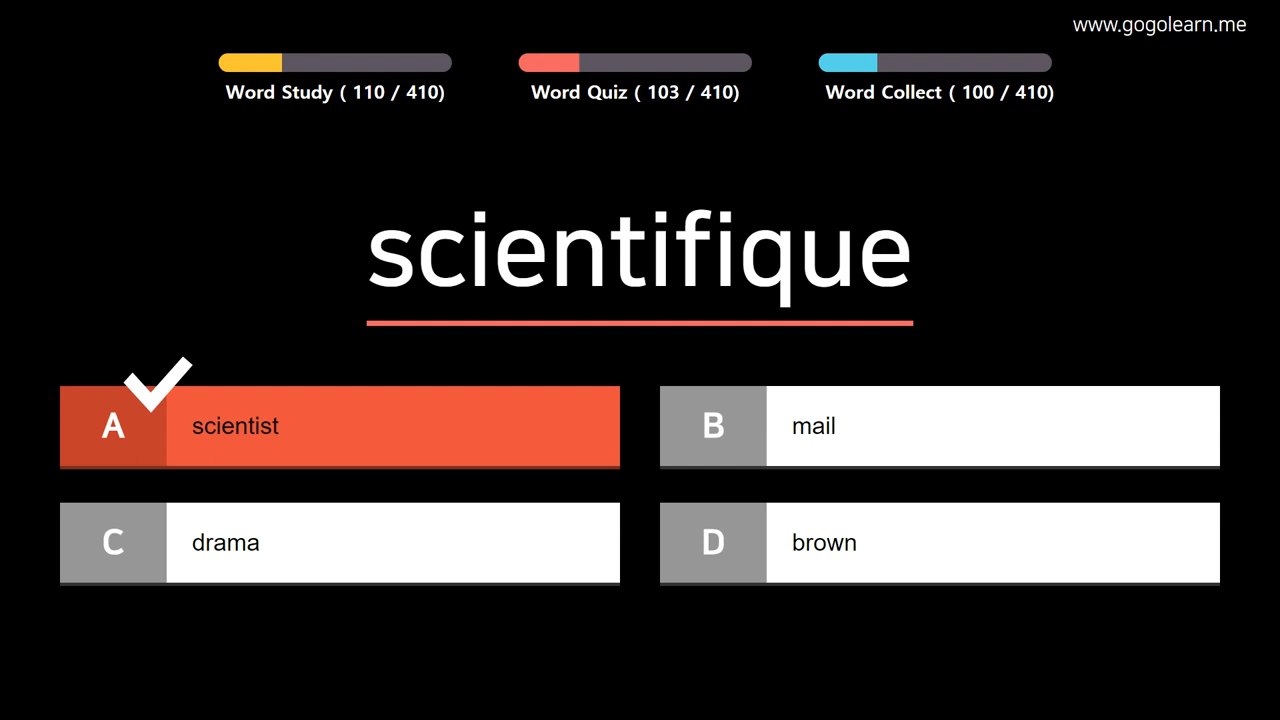 www.gogolearn.me
Word Study ( 110 / 410)
Word Quiz ( 103 / 410)
Word Collect ( 100 / 410)
scientifique
A scientist
B mail
C drama
D brown